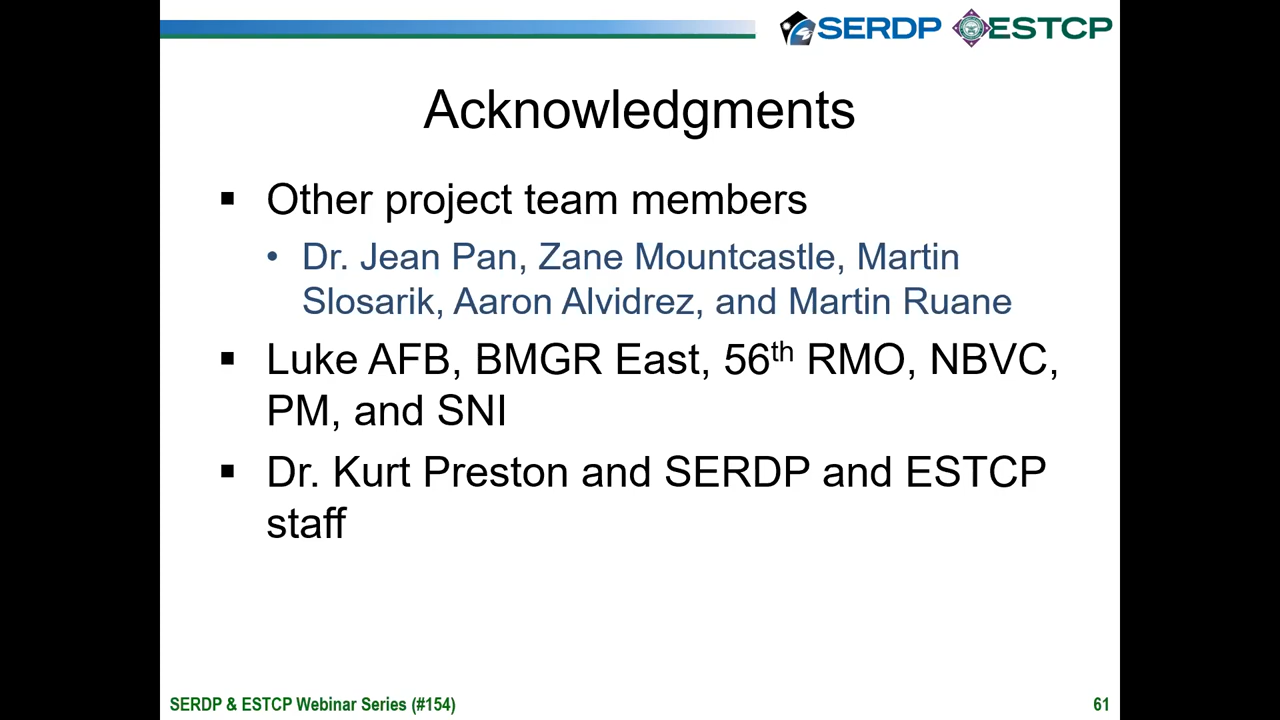 SERDP ESTCP
Acknowledgments
▪ Other project team members
• Dr. Jean Pan, Zane Mountcastle, Martin
Slosarik, Aaron Alvidrez, and Martin Ruane
▪ Luke AFB, BMGR East, 56th RMO, NBVC,
PM, and SNI
▪ Dr. Kurt Preston and SERDP and ESTCP
staff
SERDP & ESTCP Webinar Series (#154) 61